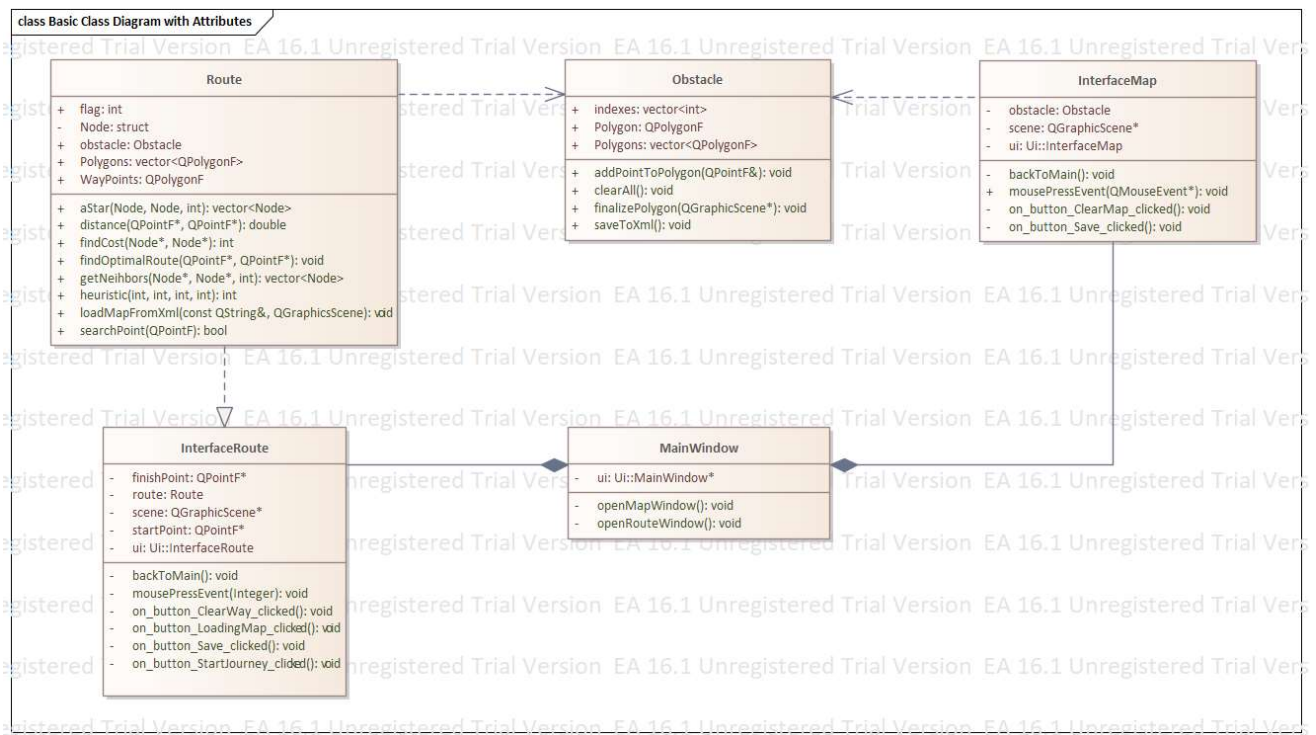 class Basic Class Diagram with Attributes
EA 16.1 Unregistered Trial Version
Route
+ flag: int
- Node: struct
+ obstacle: Obstacle
+ Polygons: vector<QPolygonF>
+ WayPoints: QPolygonF
+ aStar(Node, Node, int): vector<Node>
+ distance(QPointF*, QPointF*): double
+ findCost(Node*, Node*): int
+ findOptimalRoute(QPointF*, QPointF*): void
+ getNeihbors(Node*, Node*, int): vector<Node>
+ heuristic(int, int, int, int): int
+ loadMapFromXml(const QString&, QGraphicsScene): void
+ searchPoint(QPointF): bool
Obstacle
+ indexes: vector<int>
+ Polygon: QPolygonF
+ Polygons: vector<QPolygonF>
+ addPointToPolygon(QPointF&): void
+ clearAll(): void
+ finalizePolygon(QGraphicScene*): void
+ saveToXml(): void
InterfaceMap
- obstacle: Obstacle
- scene: QGraphicScene*
- ui: Ui::InterfaceMap
- backToMain(): void
+ mousePressEvent(QMouseEvent*): void
- on_button_ClearMap_clicked(): void
- on_button_Save_clicked(): void
InterfaceRoute
- finishPoint: QPointF*
- route: Route
- scene: QGraphicScene*
- startPoint: QPointF*
- ui: Ui::InterfaceRoute
- backToMain(): void
- mousePressEvent(Integer): void
- on_button_ClearWay_clicked(): void
- on_button_LoadingMap_clicked(): void
- on_button_Save_clicked(): void
- on_button_StartJourney_clicked(): void
MainWindow
- ui: Ui::MainWindow*
- openMapWindow(): void
- openRouteWindow(): void